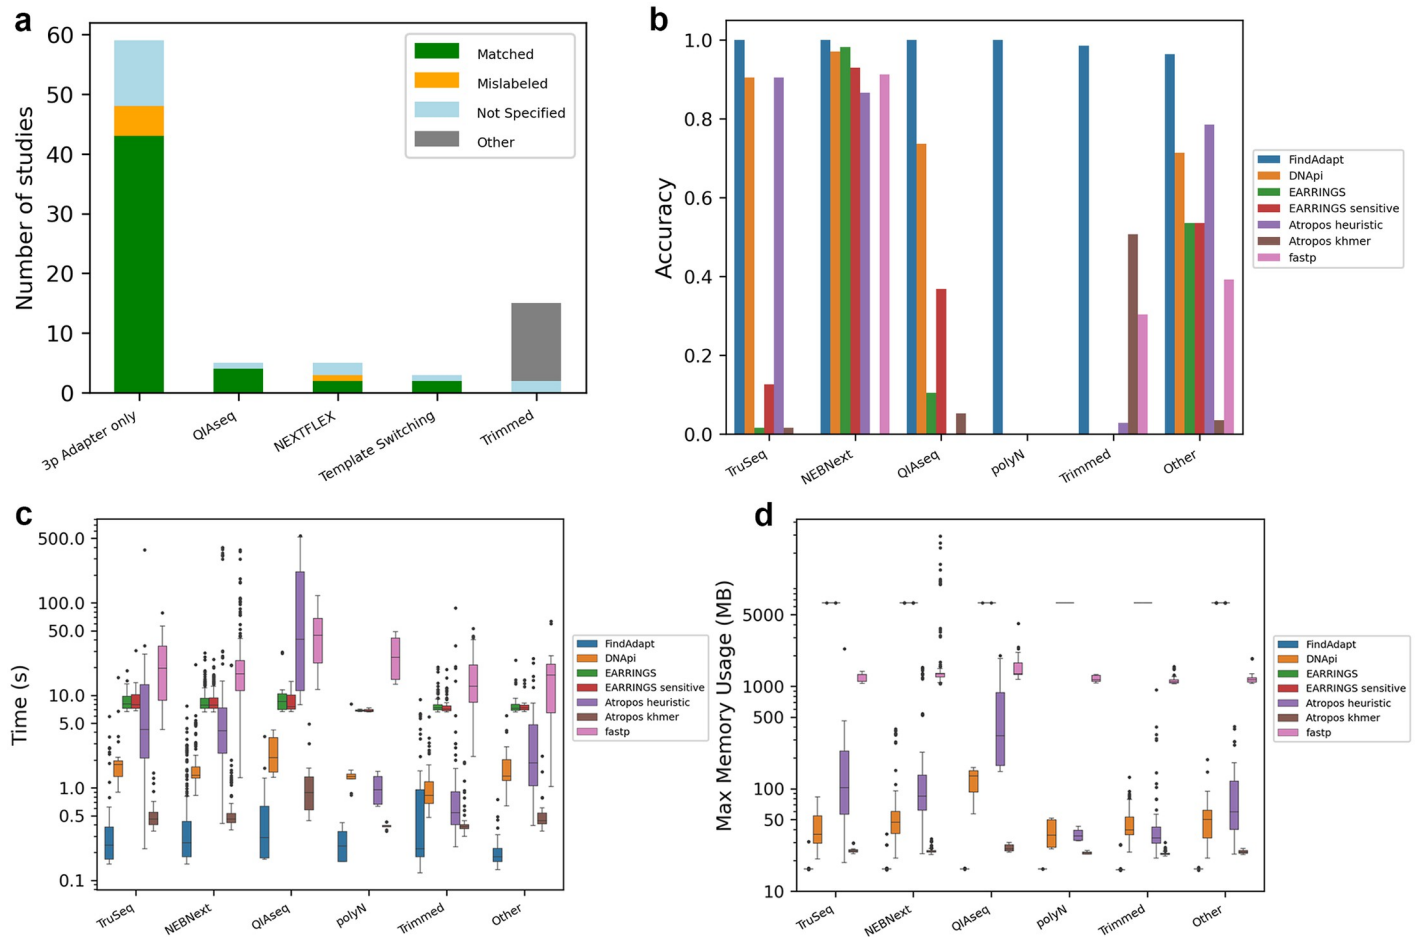 a
Number of studies
60
50
40
30
20
10
0
Matched
Mislabeled
Not Specified
Other
3p Adapter only
QIAseq
NEXTFLEX
Template Switching
Trimmed
b
Accuracy
1.0
0.8
0.6
0.4
0.2
0.0
TruSeq
NEBNext
QIAseq
polyN
Trimmed
Other
FindAdapt
DNApi
EARRINGS
EARRINGS sensitive
Atropos heuristic
Atropos khmer
fastp
c
Time (s)
500.0
100.0
50.0
10.0
5.0
1.0
0.5
0.1
TruSeq
NEBNext
QIAseq
polyN
Trimmed
Other
FindAdapt
DNApi
EARRINGS
EARRINGS sensitive
Atropos heuristic
Atropos khmer
fastp
d
Max Memory Usage (MB)
5000
1000
500
100
50
10
TruSeq
NEBNext
QIAseq
polyN
Trimmed
Other
FindAdapt
DNApi
EARRINGS
EARRINGS sensitive
Atropos heuristic
Atropos khmer
fastp